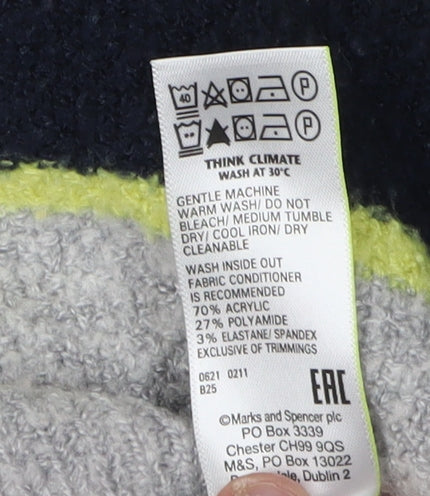 40 P
P
THINK CLIMATE
WASH AT 30°C
GENTLE MACHINE
WARM WASH/ DO NOT
BLEACH/ MEDIUM TUMBLE
DRY/ COOL IRON/ DRY
CLEANABLE
WASH INSIDE OUT
FABRIC CONDITIONER
IS RECOMMENDED
70% ACRYLIC
27% POLYAMIDE
3% ELASTANE/ SPANDEX
EXCLUSIVE OF TRIMMINGS
0621 0211
B25
EAC
©Marks and Spencer plc
PO Box 3339
Chester CH99 9QS
M&S, PO Box 13022
Dublin 2